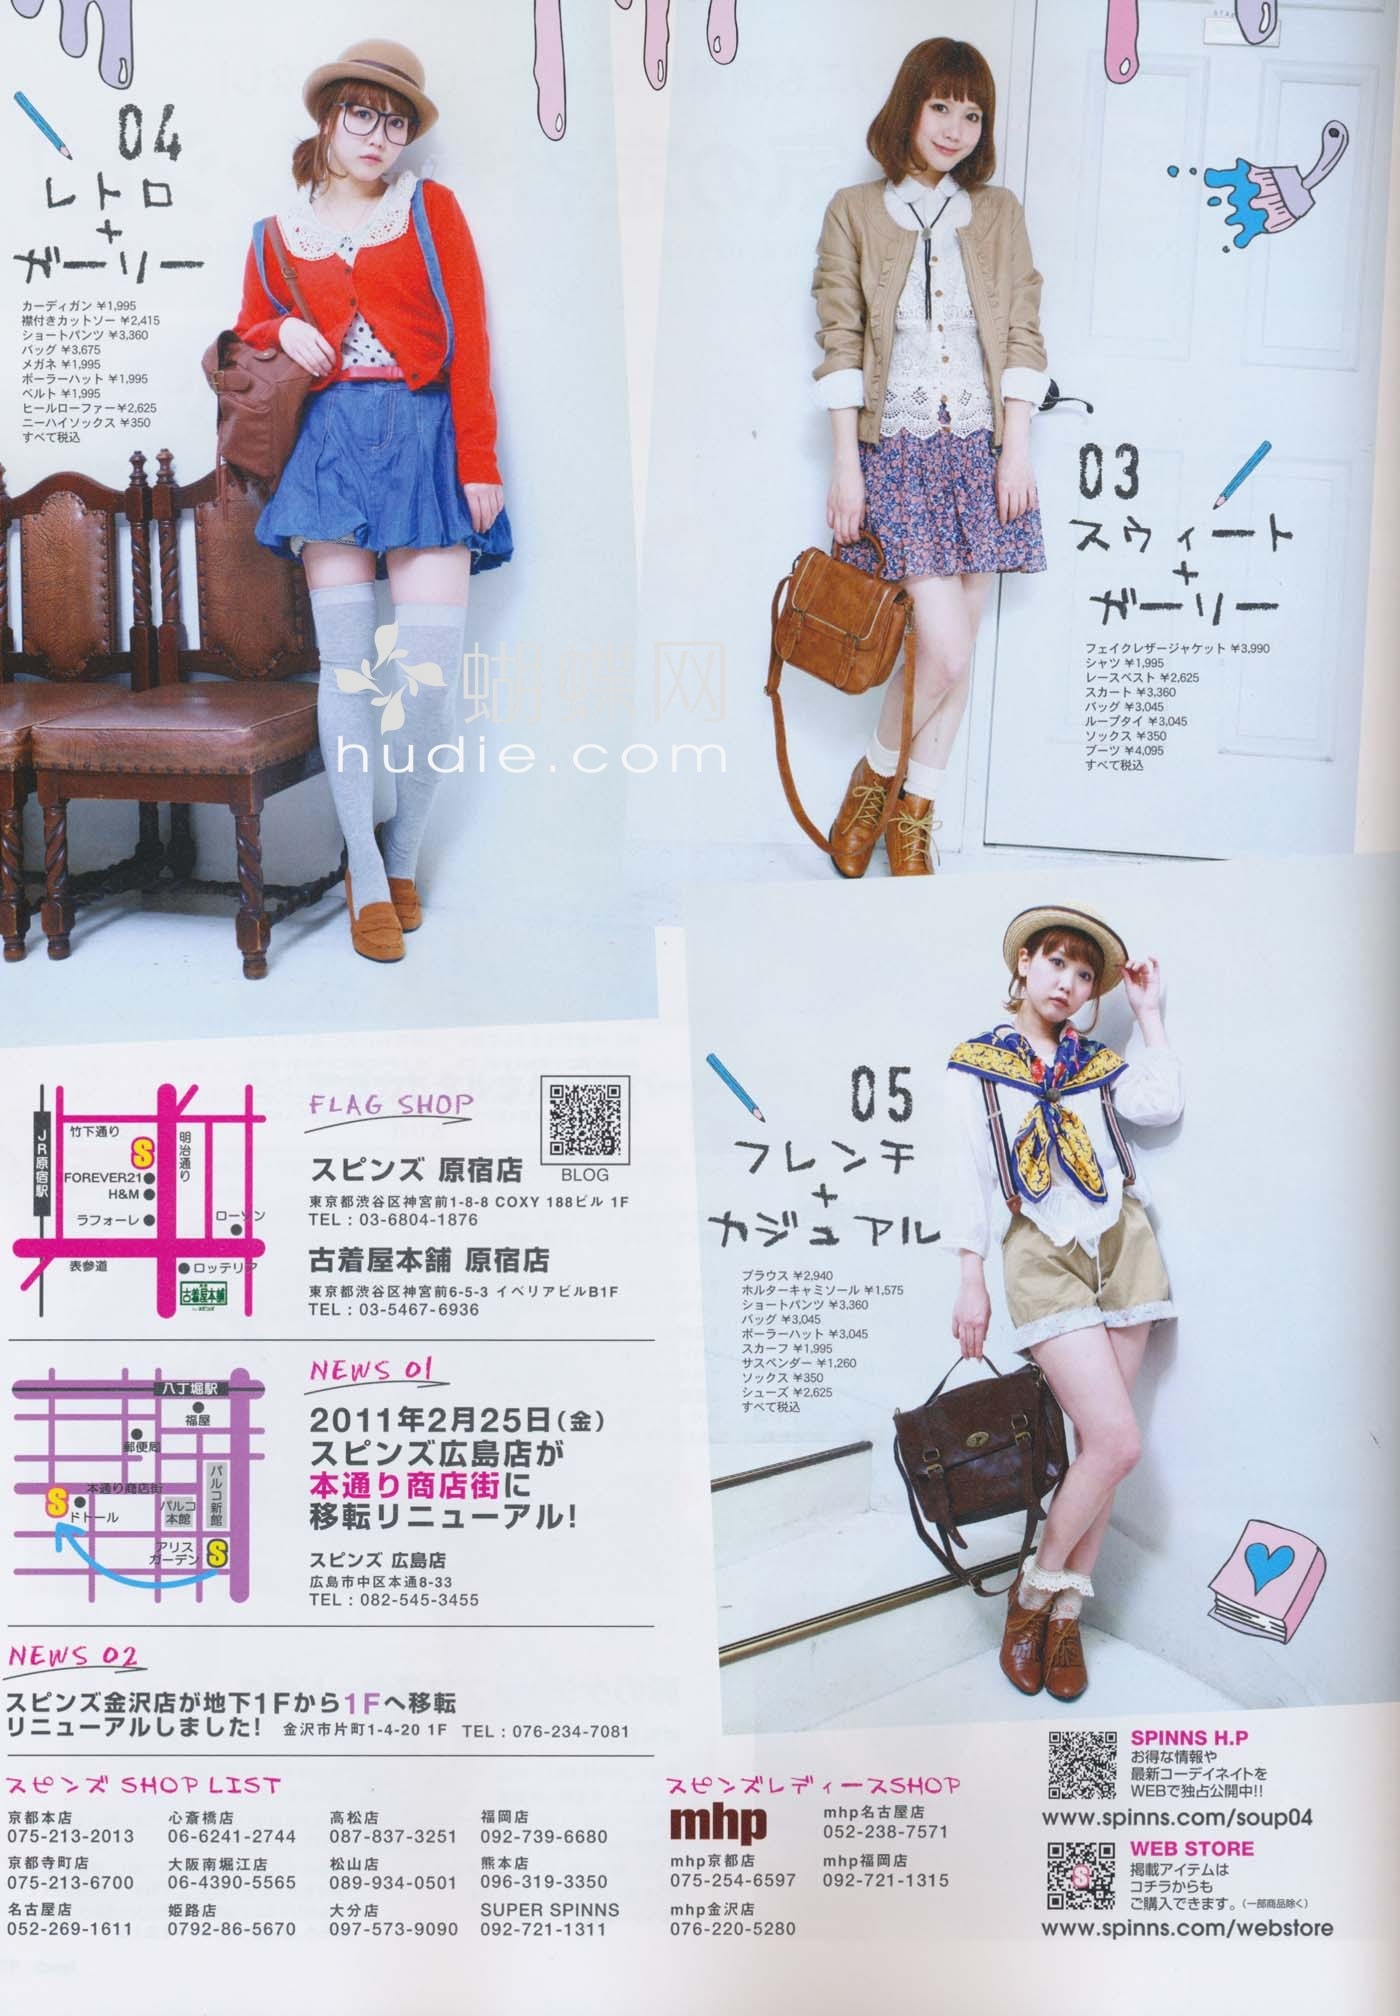 04
レトロ
+
ガーリー
カーディガン ¥1,995
襟付きカットソー ¥2,415
ショートパンツ ¥3,360
バッグ ¥3,675
メガネ ¥1,995
ボーラーハット ¥1,995
ベルト ¥1,995
ヒールローファー ¥2,625
ニーハイソックス ¥350
すべて税込
03
スウィート
+
ガーリー
フェイクレザージャケット ¥3,990
シャツ ¥1,995
レースベスト ¥2,625
スカート ¥3,360
バッグ ¥3,045
ループタイ ¥3,045
ソックス ¥350
ブーツ ¥4,095
すべて税込
蝴蝶网
hudie.com
05
フレンチ
+
カジュアル
ブラウス ¥2,940
ホルターキャミソール ¥1,575
ショートパンツ ¥3,360
バッグ ¥3,045
ボーラーハット ¥3,045
スカーフ ¥1,995
サスペンダー ¥1,260
ソックス ¥350
シューズ ¥2,625
すべて税込
JR原宿駅
竹下通り
明治通り
S
FOREVER21
H&M
ラフォーレ
ローソン
表参道
ロッテリア
古着屋本舗
FLAG SHOP
BLOG
スピンズ 原宿店
東京都渋谷区神宮前1-8-8 COXY 188ビル 1F
TEL : 03-6804-1876
古着屋本舗 原宿店
東京都渋谷区神宮前6-5-3 イベリアビルB1F
TEL : 03-5467-6936
八丁堀駅
福屋
郵便局
本通り商店街
S
ドトール
パルコ本館
パルコ新館
アリスガーデン
S
NEWS 01
2011年2月25日(金)
スピンズ広島店が
本通り商店街に
移転リニューアル!
スピンズ 広島店
広島市中区本通8-33
TEL : 082-545-3455
NEWS 02
スピンズ金沢店が地下1Fから1Fへ移転
リニューアルしました! 金沢市片町1-4-20 1F TEL : 076-234-7081
スピンズ SHOP LIST
京都本店 心斎橋店 高松店 福岡店
075-213-2013 06-6241-2744 087-837-3251 092-739-6680
京都寺町店 大阪南堀江店 松山店 熊本店
075-213-6700 06-4390-5565 089-934-0501 096-319-3350
名古屋店 姫路店 大分店 SUPER SPINNS
052-269-1611 0792-86-5670 097-573-9090 092-721-1311
スピンズレディースSHOP
mhp
mhp名古屋店
052-238-7571
mhp京都店 mhp福岡店
075-254-6597 092-721-1315
mhp金沢店
076-220-5280
SPINNS H.P
お得な情報や
最新コーデイネイトを
WEBで独占公開中!!
www.spinns.com/soup04
WEB STORE
掲載アイテムは
コチラからも
ご購入できます。(一部商品除く)
www.spinns.com/webstore